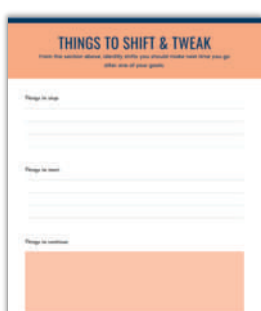 THINGS TO SHIFT & TWEAK
From the section above, identify shifts you should make next time you go
after one of your goals.
Things to stop
Things to start
Things to continue